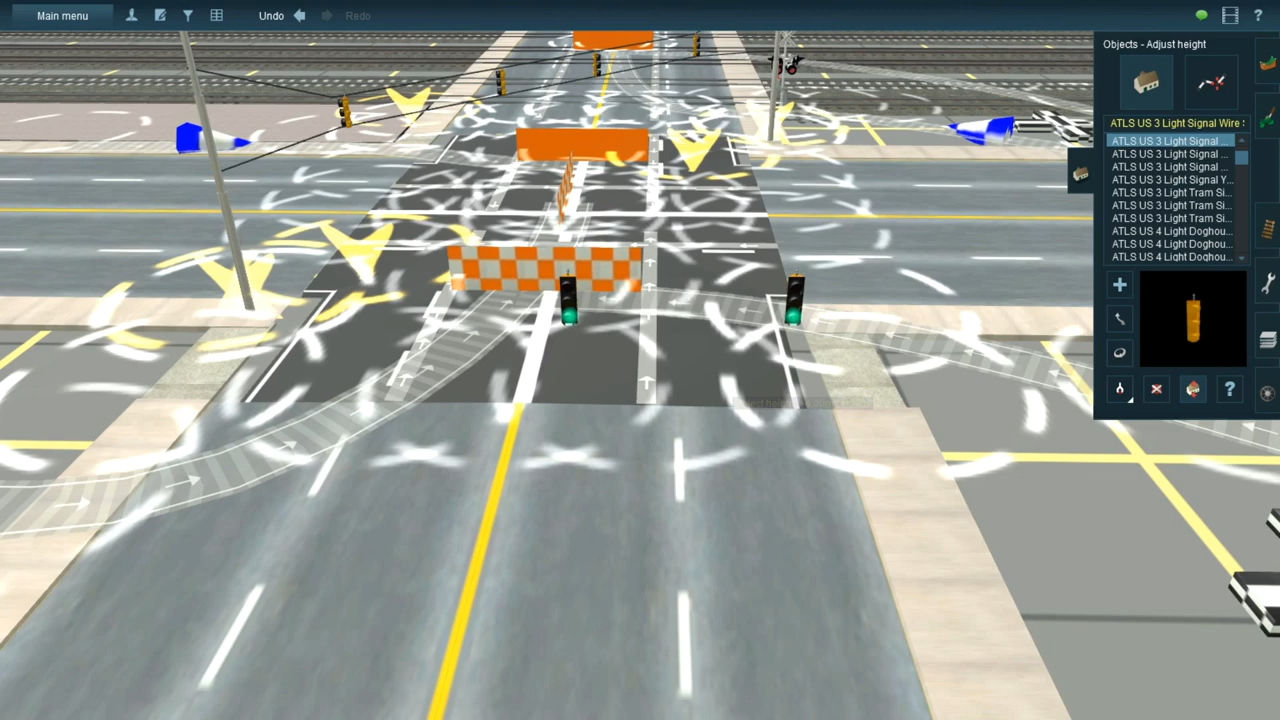 Main menu
Undo
Redo
Objects - Adjust height
ATLS US 3 Light Signal Wire
ATLS US 3 Light Signal ...
ATLS US 3 Light Signal ...
ATLS US 3 Light Signal ...
ATLS US 3 Light Signal Y...
ATLS US 3 Light Tram Si...
ATLS US 3 Light Tram Si...
ATLS US 3 Light Tram Si...
ATLS US 4 Light Doghou...
ATLS US 4 Light Doghou...
ATLS US 4 Light Doghou...